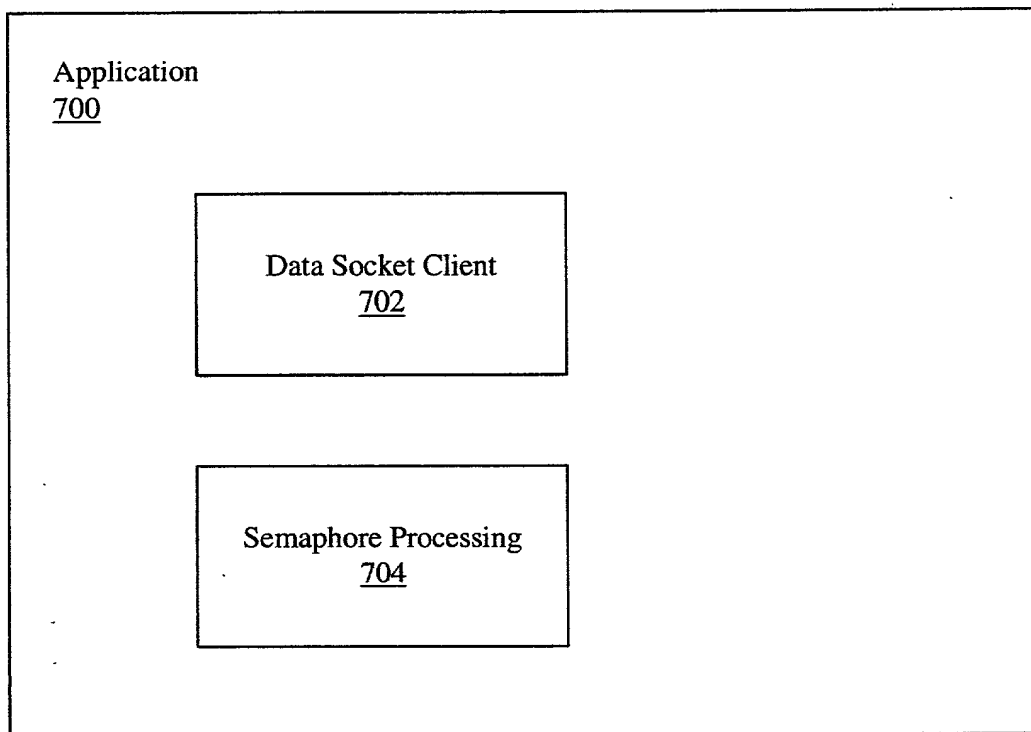 Application
700
Data Socket Client
702
Semaphore Processing
704